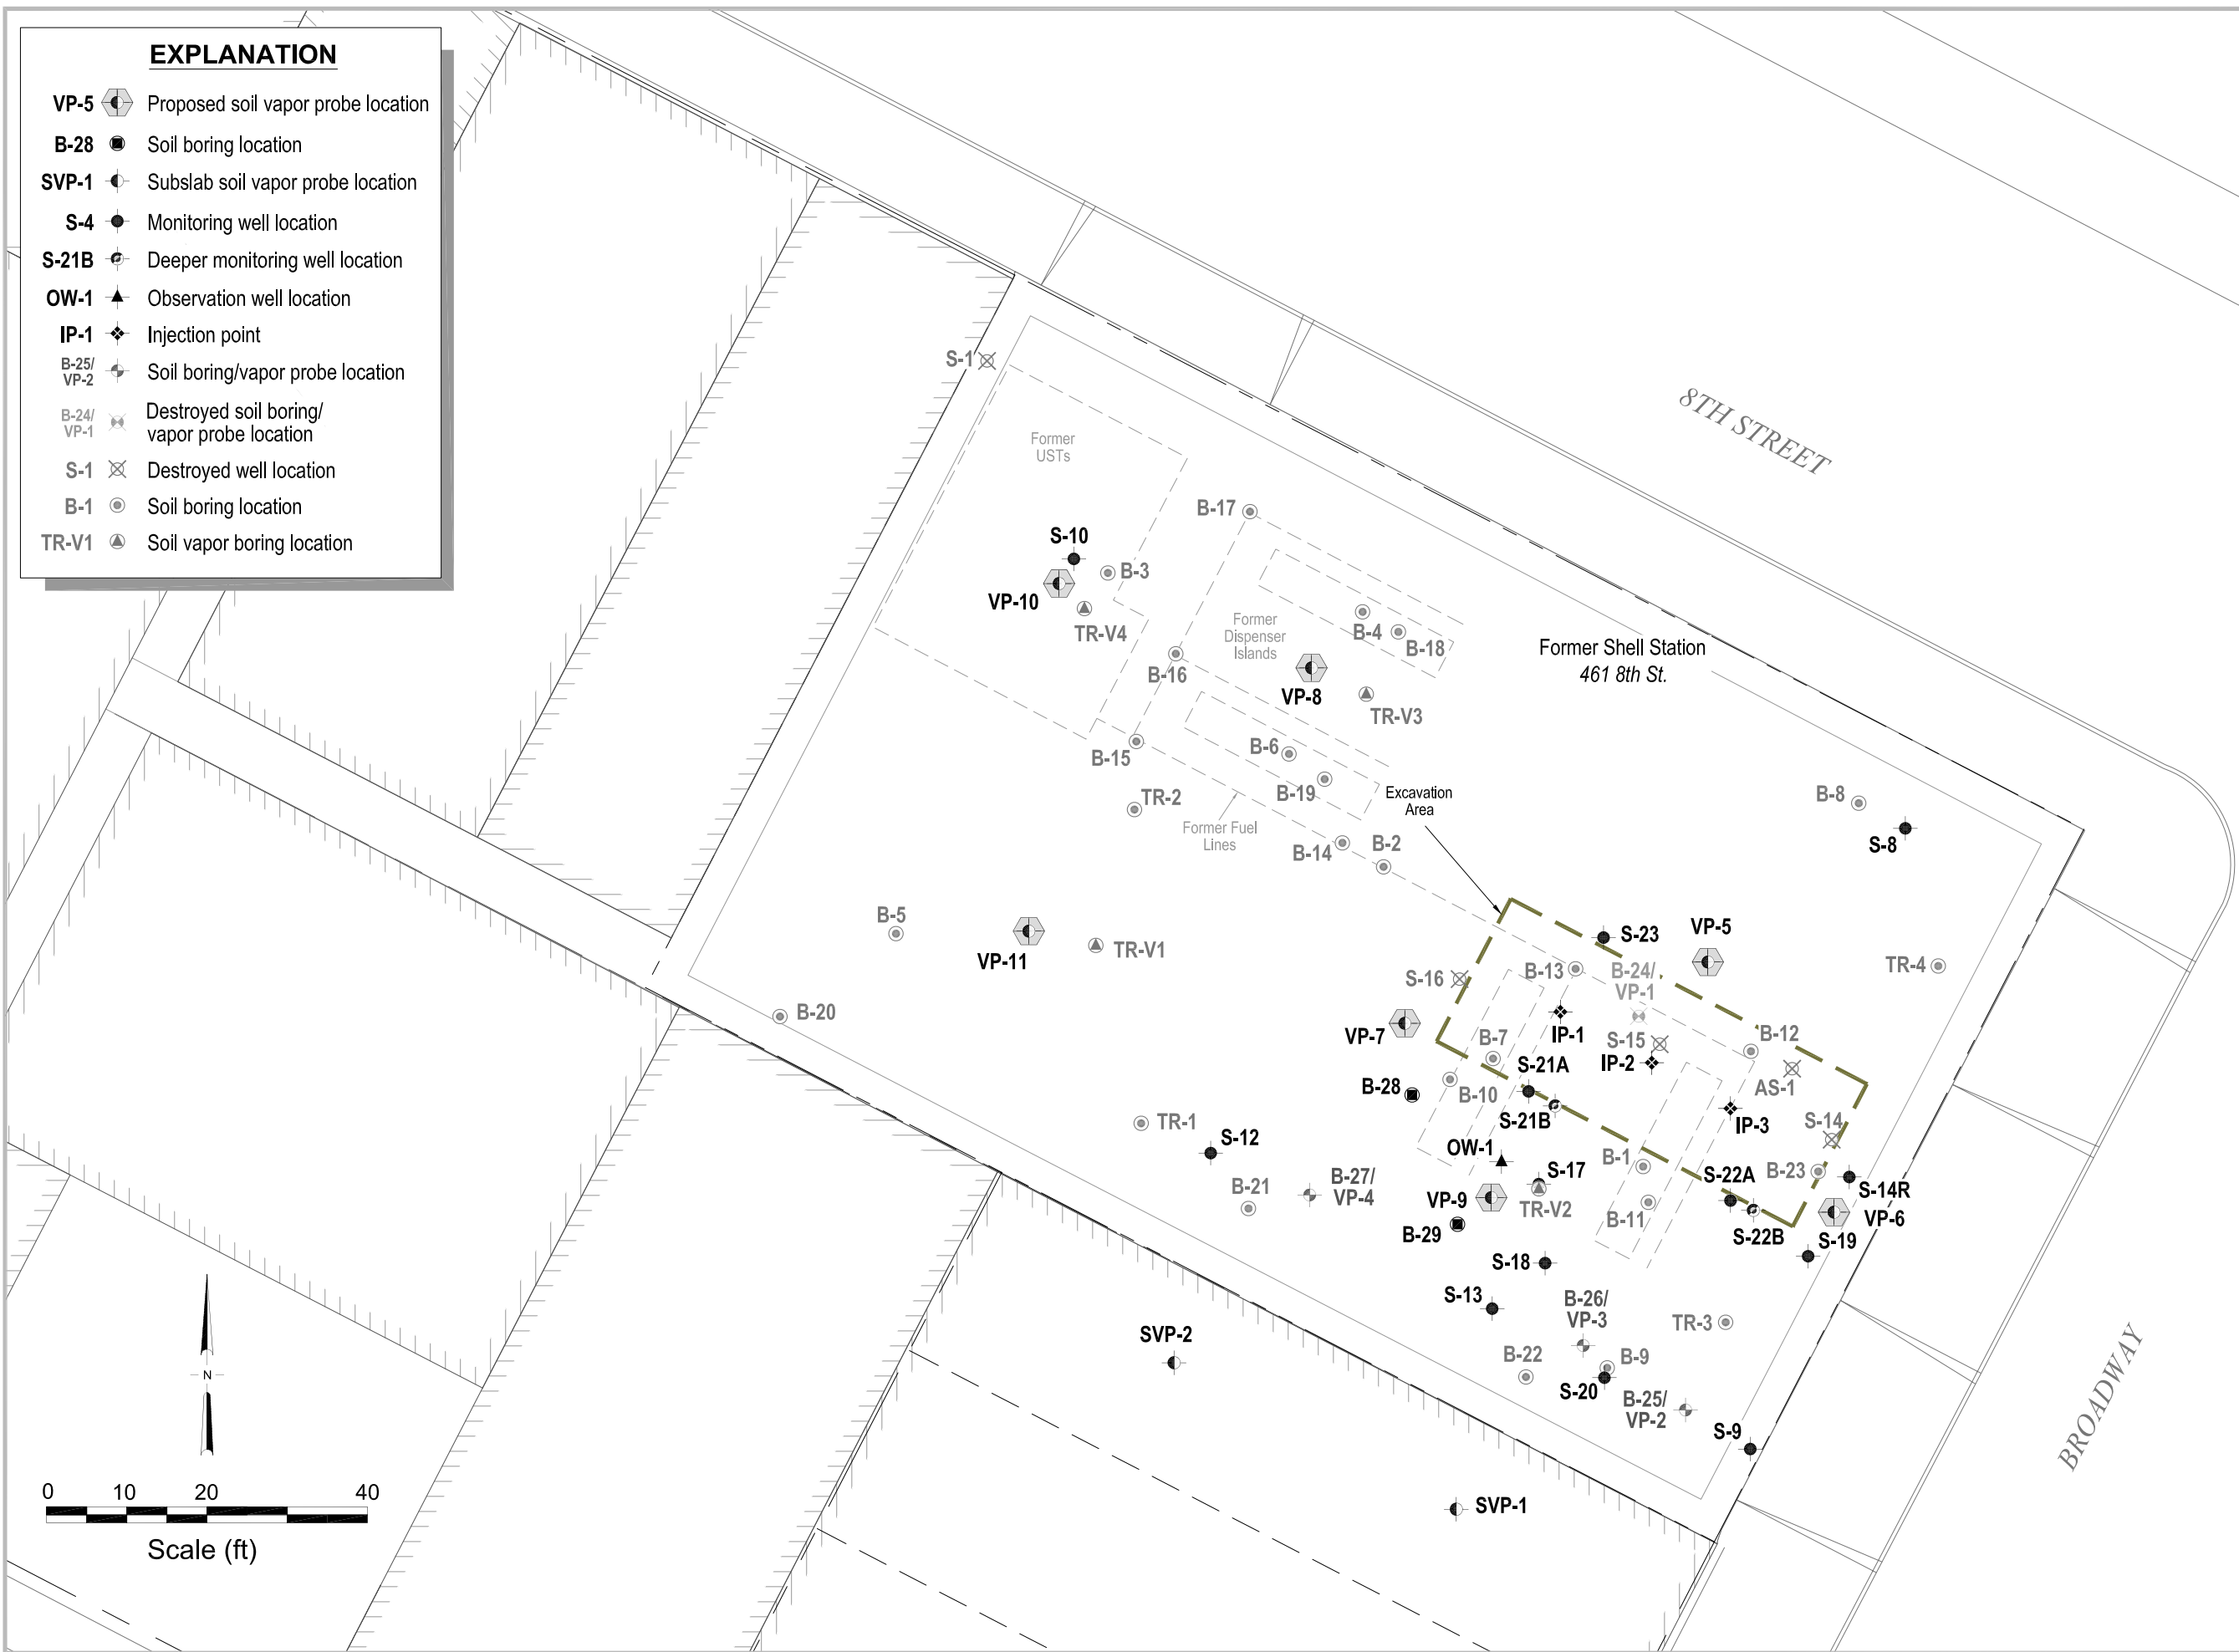 EXPLANATION
VP-5 Proposed soil vapor probe location
B-28 Soil boring location
SVP-1 Subslab soil vapor probe location
S-4 Monitoring well location
S-21B Deeper monitoring well location
OW-1 Observation well location
IP-1 Injection point
B-25/
VP-2
Soil boring/vapor probe location
B-24/
VP-1
Destroyed soil boring/
vapor probe location
S-1 Destroyed well location
B-1 Soil boring location
TR-V1 Soil vapor boring location
8TH STREET
S-1
Former
USTs
S-10
B-3
VP-10
TR-V4
B-17
Former
Dispenser
Islands
B-4
B-18
B-16
VP-8
TR-V3
Former Shell Station
461 8th St.
B-15
B-6
B-19
TR-2
Former Fuel
Lines
B-14
B-2
Excavation
Area
B-8
S-8
B-5
VP-11
TR-V1
B-20
S-23
VP-5
TR-4
S-16
B-13
B-24/
VP-1
VP-7
IP-1
B-7
S-15
B-12
IP-2
S-21A
AS-1
B-28
B-10
S-21B
IP-3
S-14
TR-1
S-12
OW-1
B-1
S-17
B-23
S-22A
B-27/
VP-4
B-21
VP-9
TR-V2
B-11
S-14R
VP-6
B-29
S-22B
S-19
S-18
S-13
B-26/
VP-3
TR-3
SVP-2
B-22
B-9
S-20
B-25/
VP-2
S-9
BROADWAY
SVP-1
N
0 10 20 40
Scale (ft)